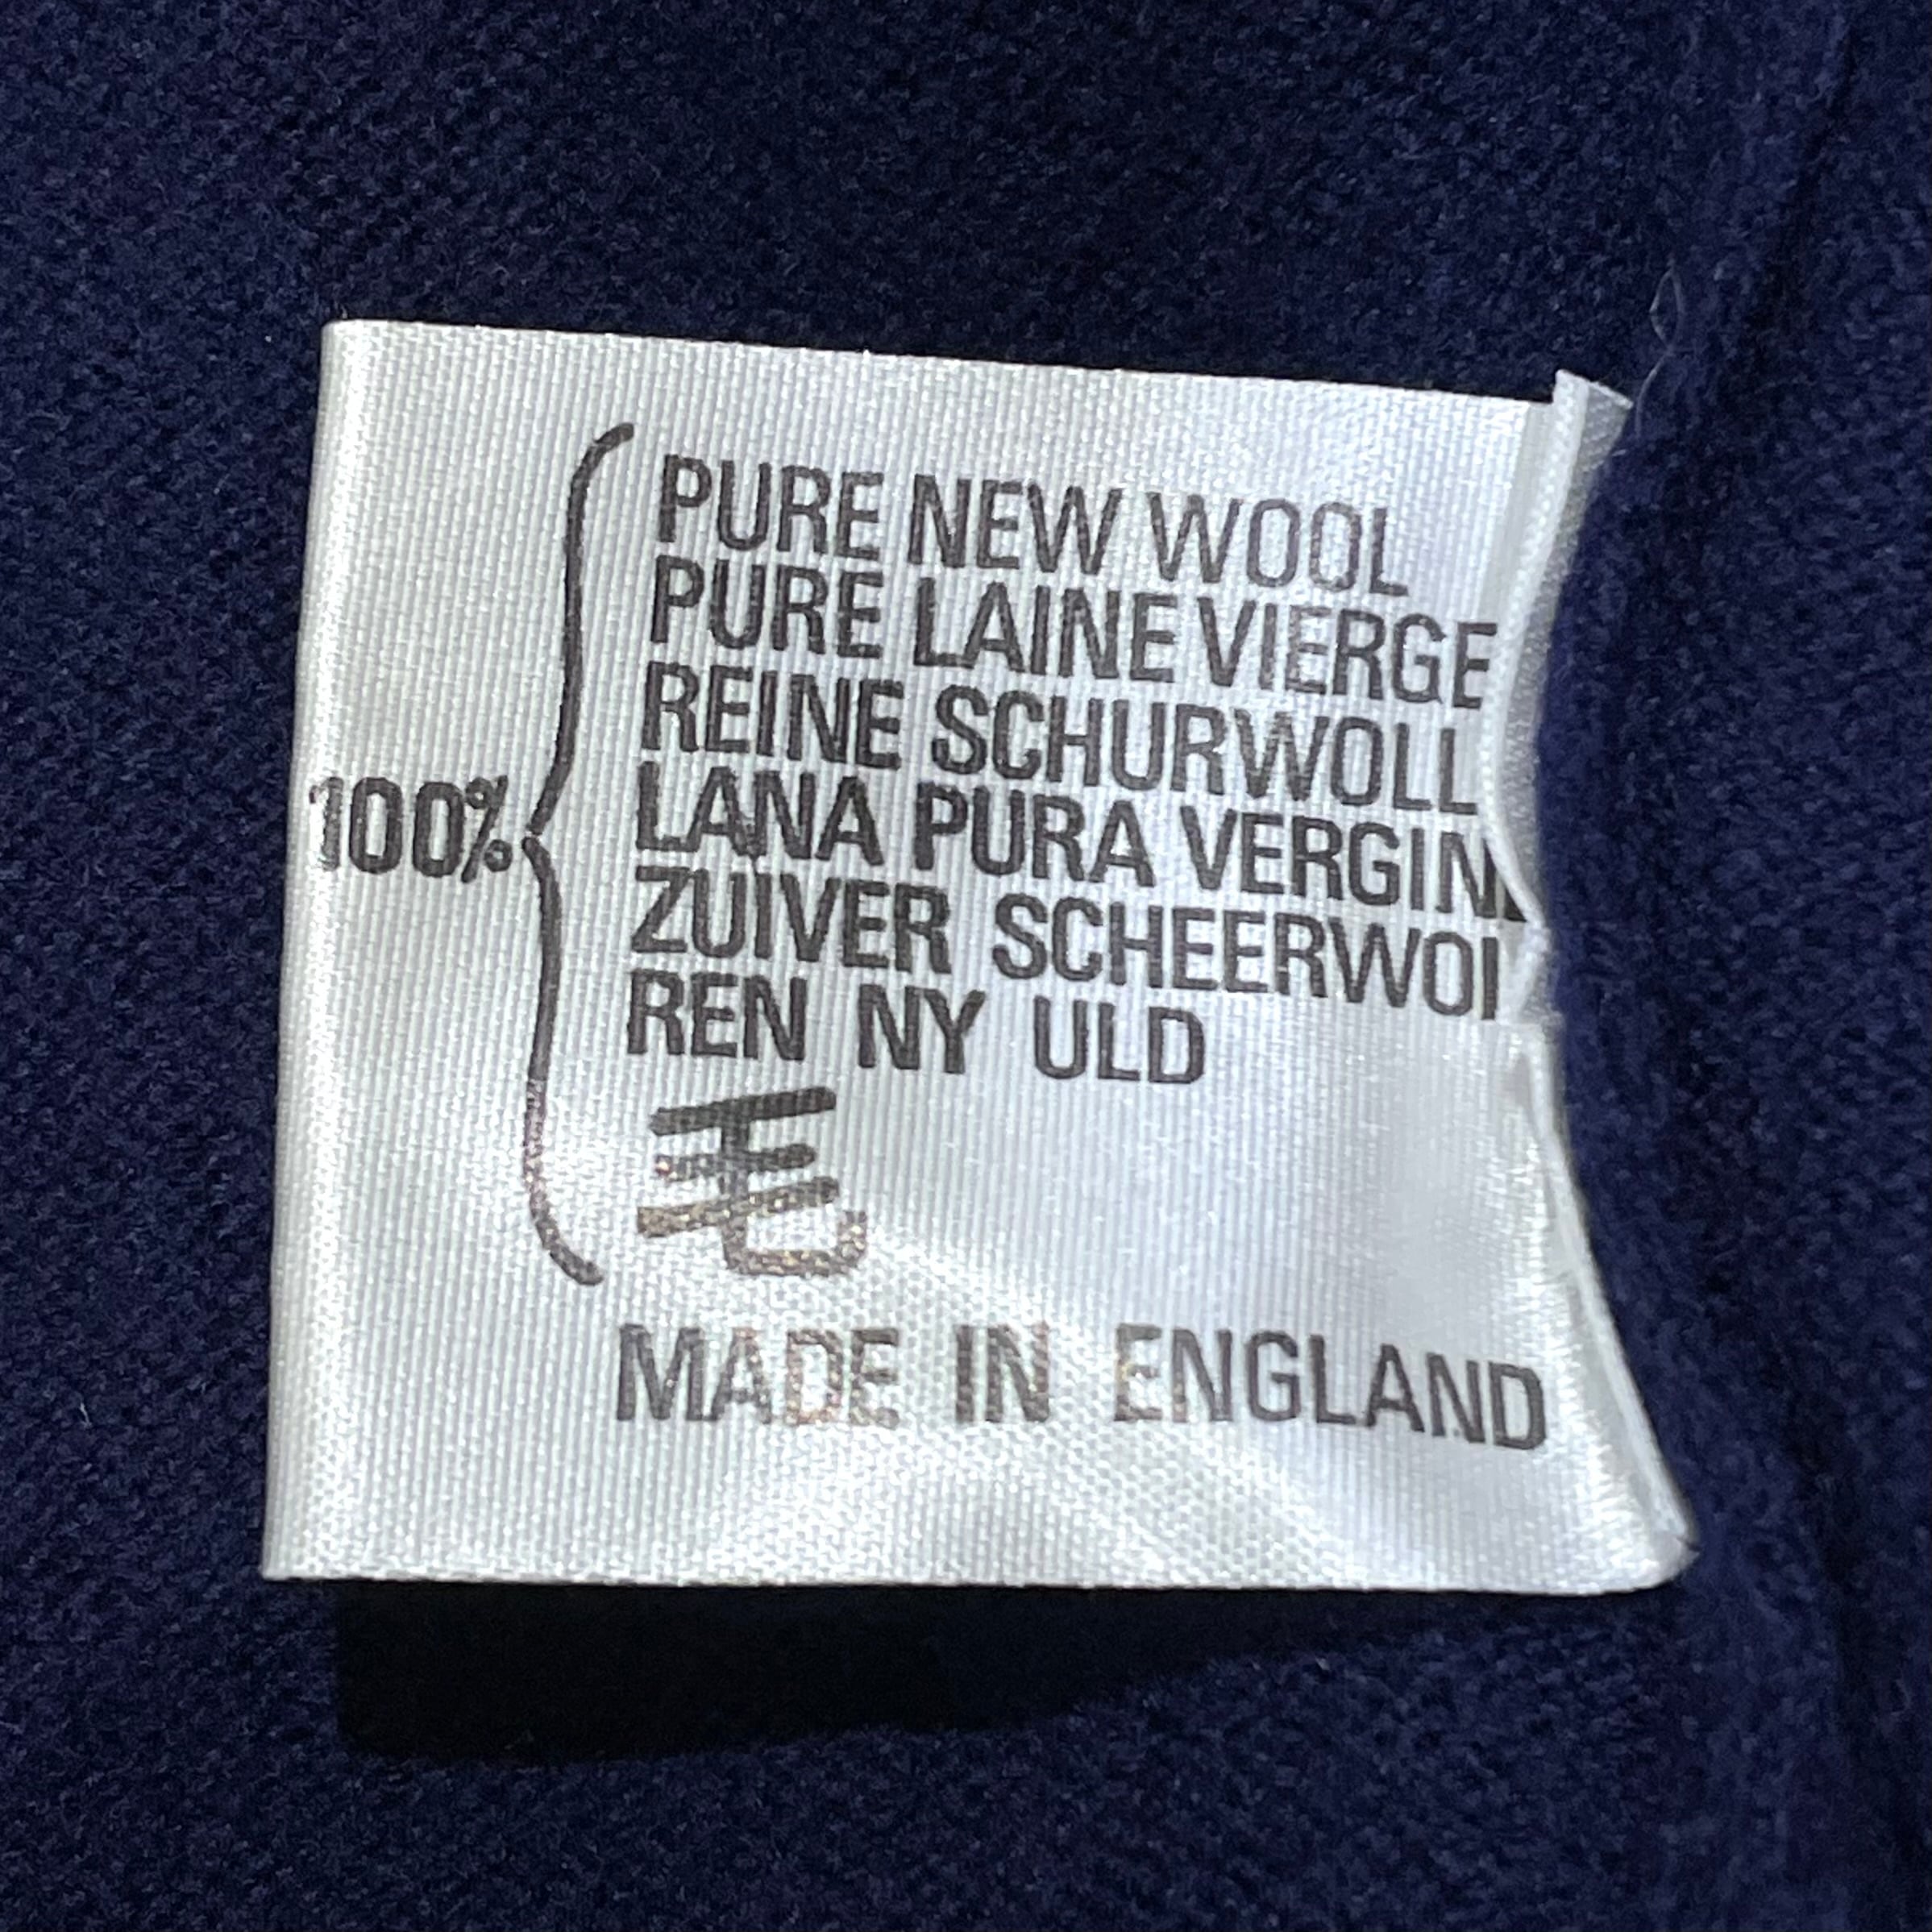 100%
PURE NEW WOOL
PURE LAINE VIERGE
REINE SCHURWOLL
LANA PURA VERGIN
ZUIVER
REN NY ULD
毛
MADE IN ENGLAND